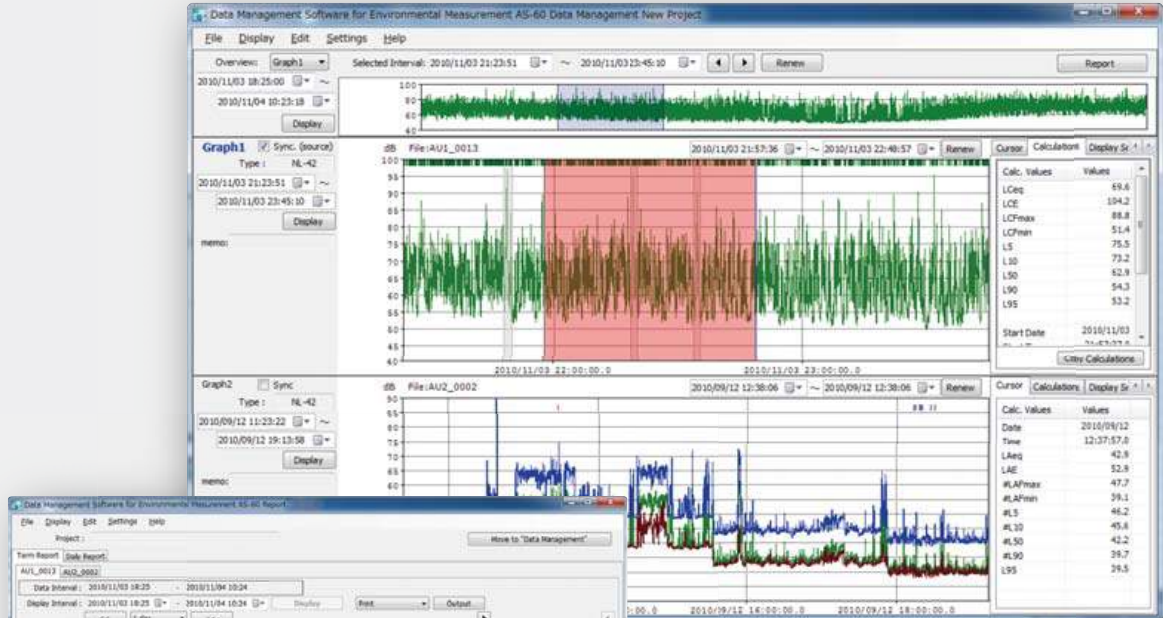 Data Management Software for Environmental Measurement AS-60 Data Management New Project
File Display Edit Settings Help
Overview: Graph1 Selected Interval: 2010/11/03 21:23:51 ~ 2010/11/03 23:45:10 Renew Report
2010/11/03 18:25:00 ~
2010/11/04 10:23:18
Display
100
80
60
40
Graph1 Sync. (source) dB File:AU1_0013 2010/11/03 21:57:36 ~ 2010/11/03 22:48:57 Renew Cursor Calculations Display Se
Type : NL-42
2010/11/03 21:23:51 ~
2010/11/03 23:45:10
Display
memo:
100
95
90
85
80
75
70
65
60
55
50
45
40
2010/11/03 22:00:00.0 2010/11/03 23:00:00.0
Calc. Values Values
LCeq 69.6
LCE 104.2
LCFmax 88.8
LCFmin 51.4
L5 75.5
L10 73.2
L50 62.9
L90 54.3
L95 53.2
Start Date 2010/11/03
Copy Calculations
Graph2 Sync dB File:AU2_0002 2010/09/12 12:38:06 ~ 2010/09/12 12:38:06 Renew Cursor Calculations Display Se
Type : NL-42
2010/09/12 11:23:22 ~
2010/09/12 19:13:58
Display
memo:
90
85
80
75
70
65
60
:00.0 2010/09/12 16:00:00.0 2010/09/12 18:00:00.0
Calc. Values Values
Date 2010/09/12
Time 12:37:57.0
LAeq 42.9
LAE 52.9
#LAFmax 47.7
#LAFmin 39.1
#L5 46.2
#L10 45.6
#L50 42.2
#L90 39.7
L95 39.5
Data Management Software for Environmental Measurement AS-60 Report
File Display Edit Settings Help
Project : Move to "Data Management"
Term Report Daily Report
AU1_0013 AU2_0002
Data Interval : 2010/11/03 18:25 - 2010/11/04 10:24
Display Interval : 2010/11/03 18:25 - 2010/11/04 10:24 Display Print Output